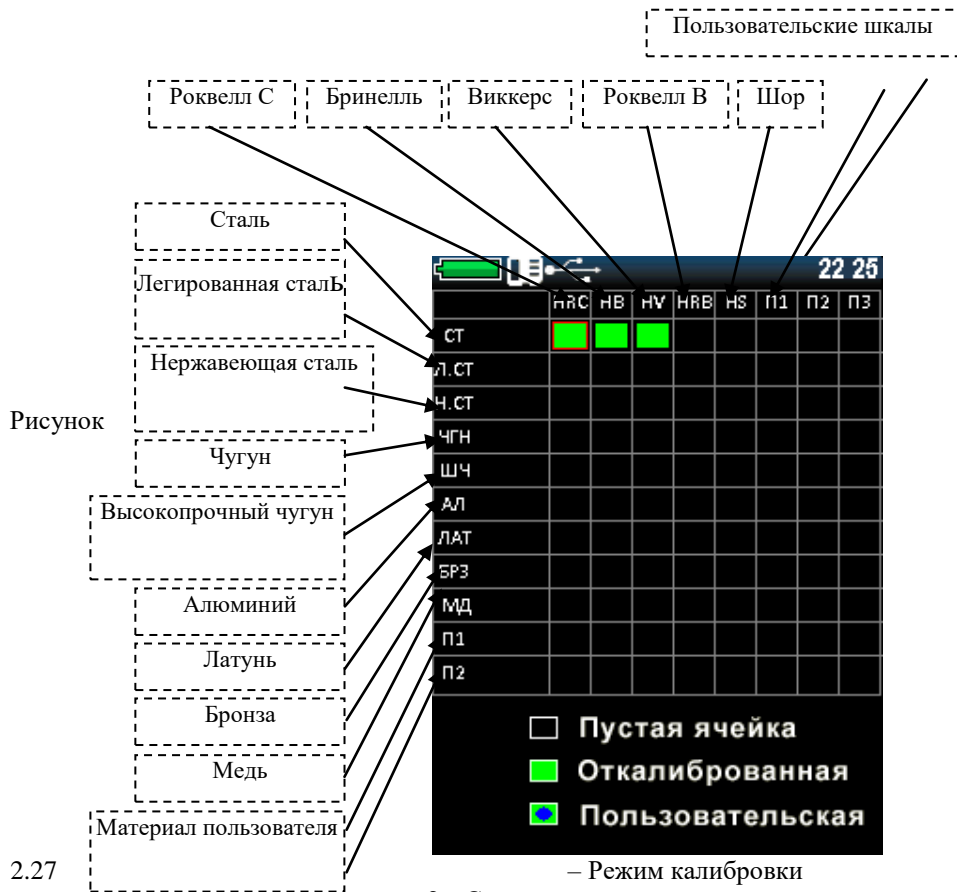 Пользовательские шкалы
Роквелл С
Бринелль
Виккерс
Роквелл В
Шор
Сталь
Легированная сталЬ
Нержавеющая сталь
Рисунок
Чугун
Высокопрочный чугун
Алюминий
Латунь
Бронза
Медь
Материал пользователя
22 25
HRC HB HV HRB HS П1 П2 П3
СТ
Л.СТ
Н.СТ
ЧГН
ШЧ
АЛ
ЛАТ
БРЗ
МД
П1
П2
Пустая ячейка
Откалиброванная
Пользовательская
2.27 – Режим калибровки